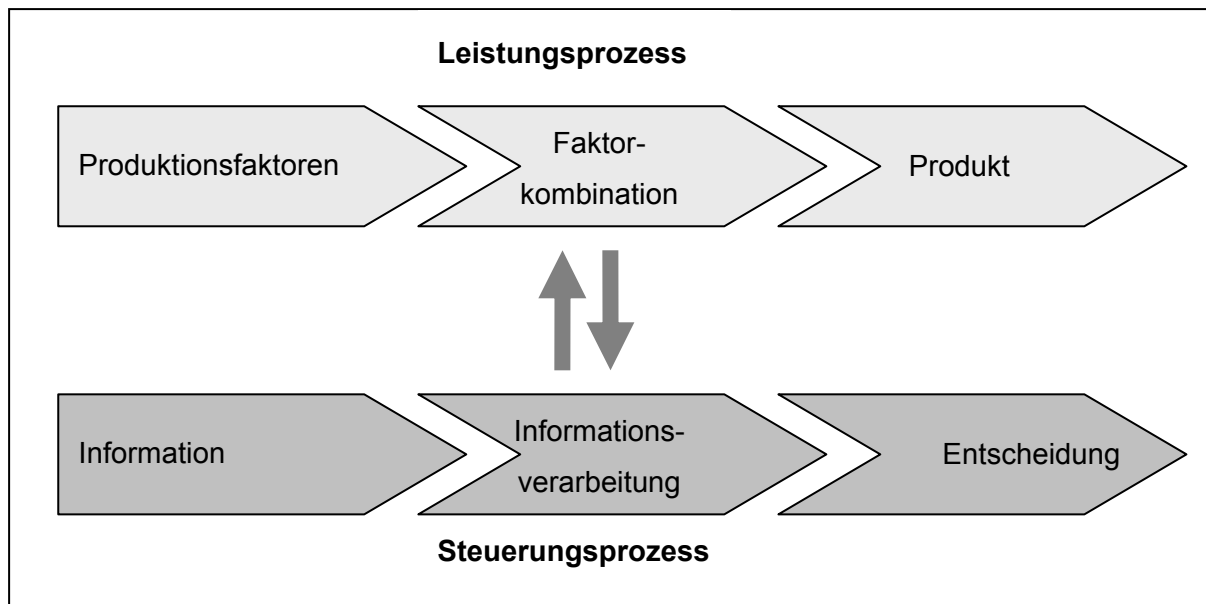 Leistungsprozess
Produktionsfaktoren
Faktor-
kombination
Produkt
Information
Informations-
verarbeitung
Entscheidung
Steuerungsprozess